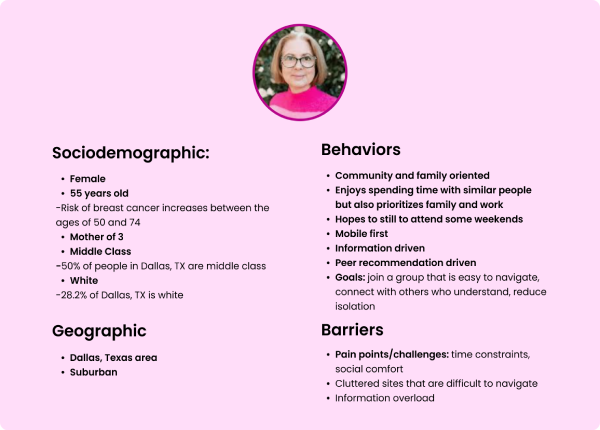 Sociodemographic:
• Female
• 55 years old
-Risk of breast cancer increases between the
ages of 50 and 74
• Mother of 3
• Middle Class
-50% of people in Dallas, TX are middle class
• White
-28.2% of Dallas, TX is white
Geographic
• Dallas, Texas area
• Suburban
Behaviors
• Community and family oriented
• Enjoys spending time with similar people
but also prioritizes family and work
• Hopes to still to attend some weekends
• Mobile first
• Information driven
• Peer recommendation driven
• Goals: join a group that is easy to navigate,
connect with others who understand, reduce
isolation
Barriers
• Pain points/challenges: time constraints,
social comfort
• Cluttered sites that are difficult to navigate
• Information overload